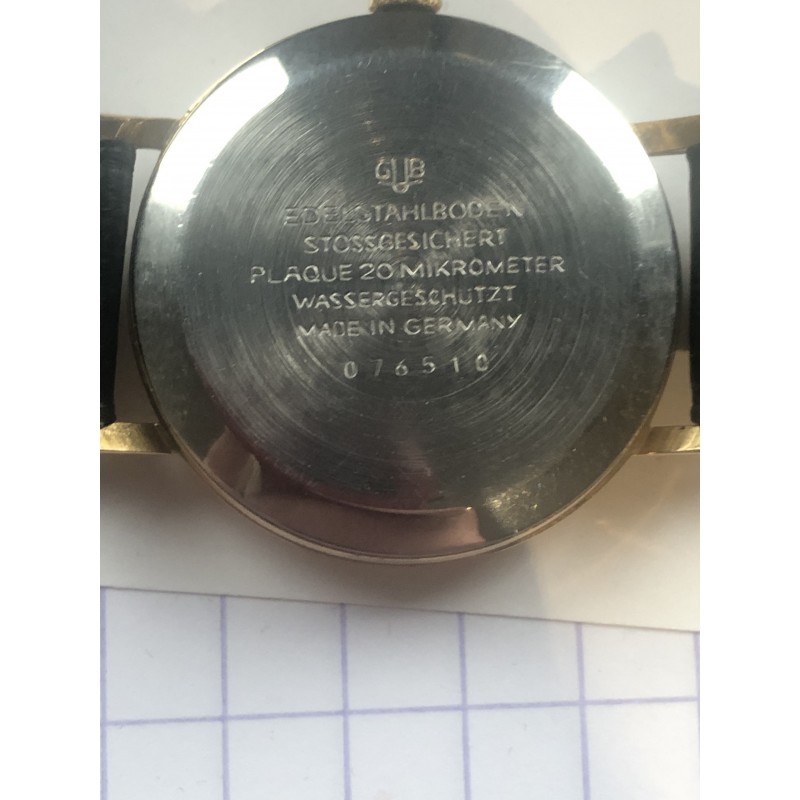 GUB
EDELSTAHLBODEN
STOSSGESICHERT
PLAQUE 20 MIKROMETER
WASSERGESCHUTZT
MADE IN GERMANY
076510